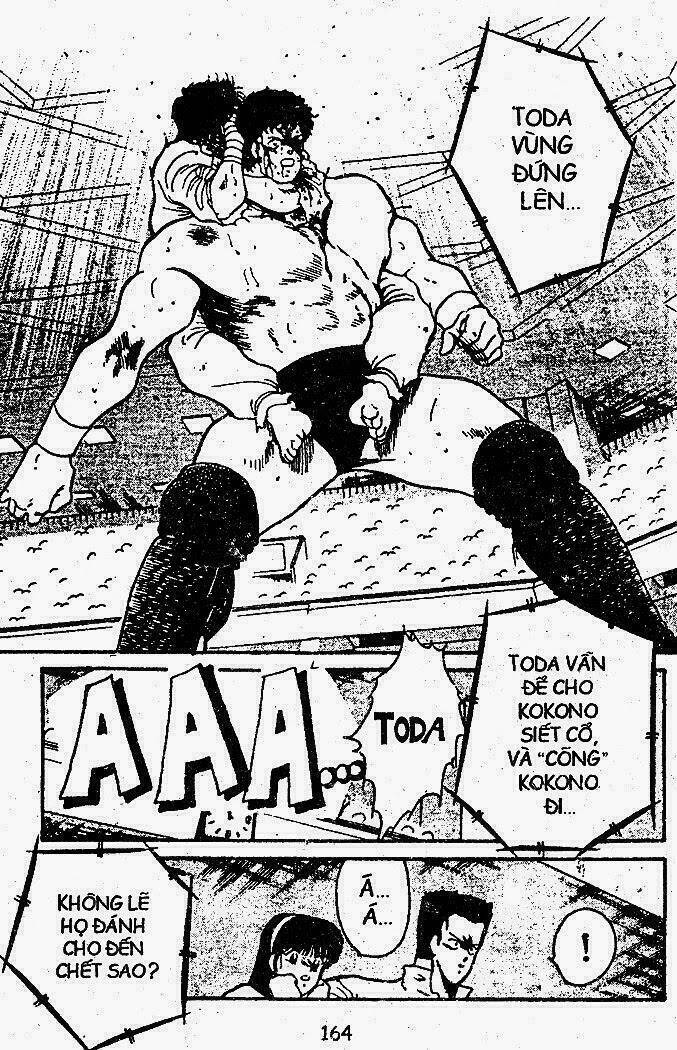 TODA
VÙNG
ĐỨNG
LÊN...
TODA VẪN
ĐỂ CHO
KOKONO
SIẾT CỔ,
VÀ "CÕNG"
KOKONO
ĐI...
AAA...
TODA
KHÔNG LẼ
HỌ ĐÁNH
CHO ĐẾN
CHẾT SAO?
Á...
Á...
!
164